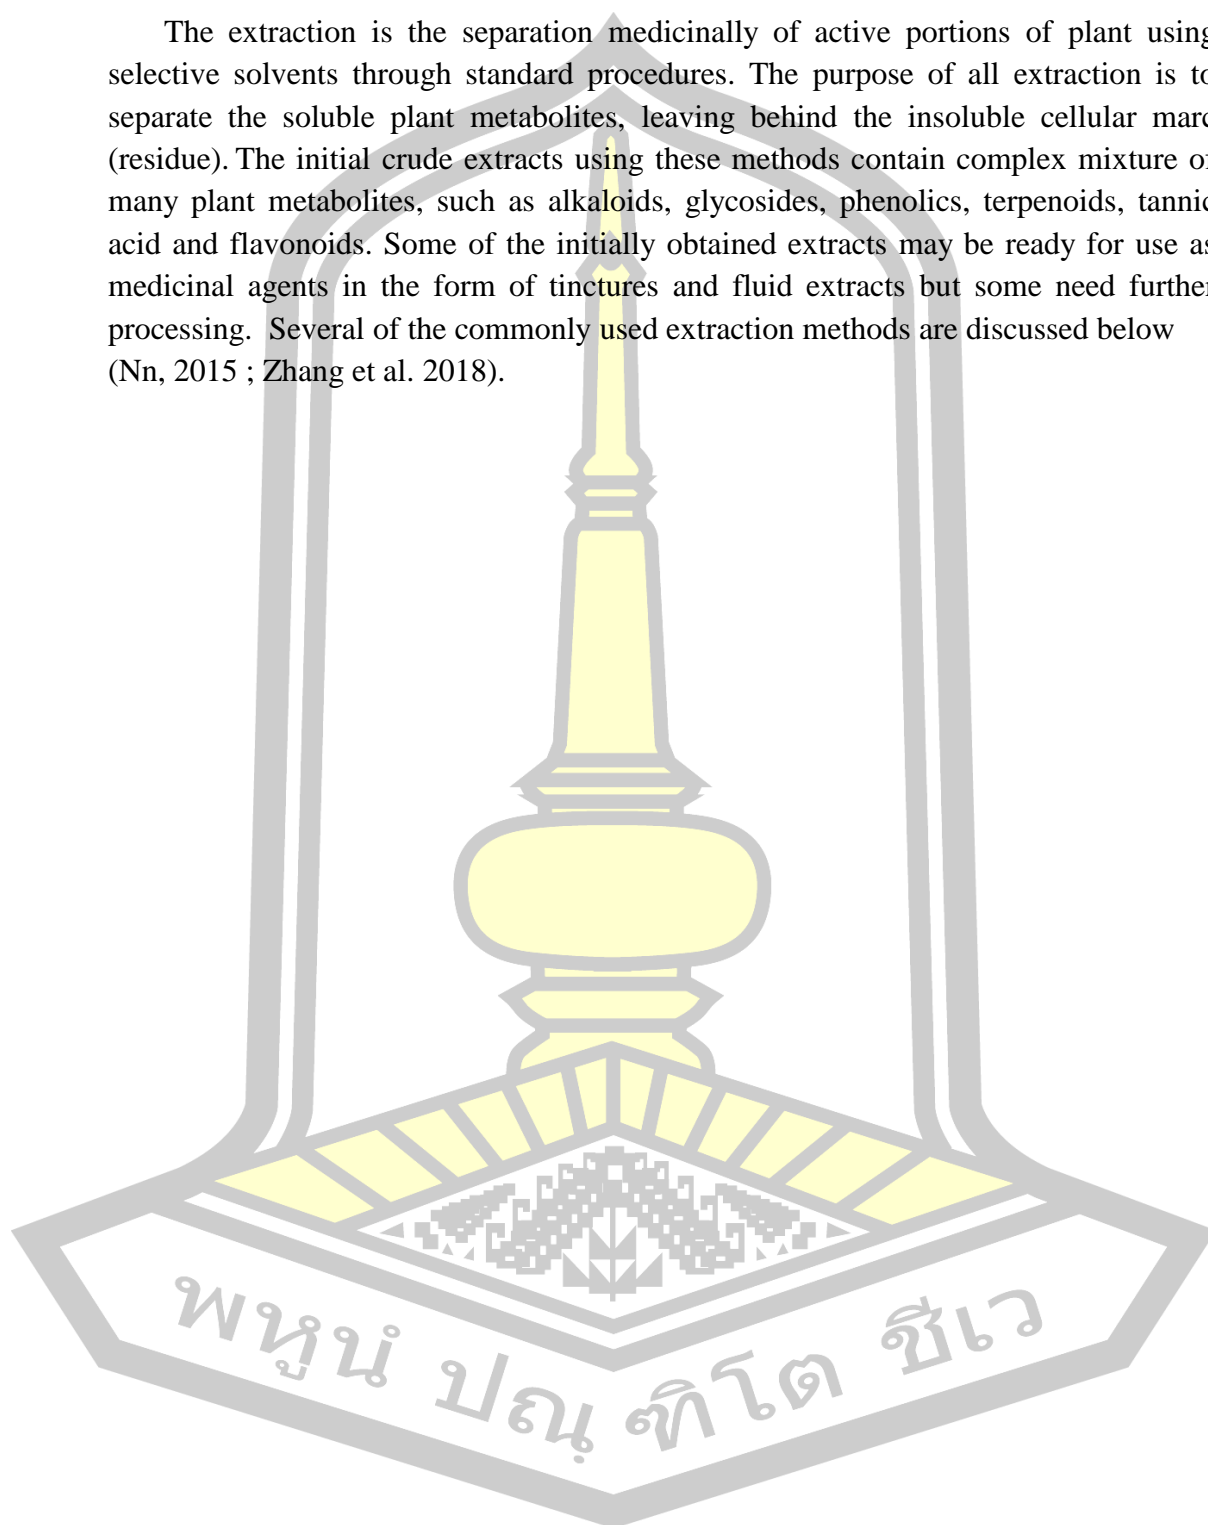 The extraction is the separation medicinally of active portions of plant using
selective solvents through standard procedures. The purpose of all extraction is to
separate the soluble plant metabolites, leaving behind the insoluble cellular marc
(residue). The initial crude extracts using these methods contain complex mixture of
many plant metabolites, such as alkaloids, glycosides, phenolics, terpenoids, tannic
acid and flavonoids. Some of the initially obtained extracts may be ready for use as
medicinal agents in the form of tinctures and fluid extracts but some need further
processing.  Several of the commonly used extraction methods are discussed below
(Nn, 2015 ; Zhang et al. 2018).
พหูนํ ปณฺฑิโต ชีเว